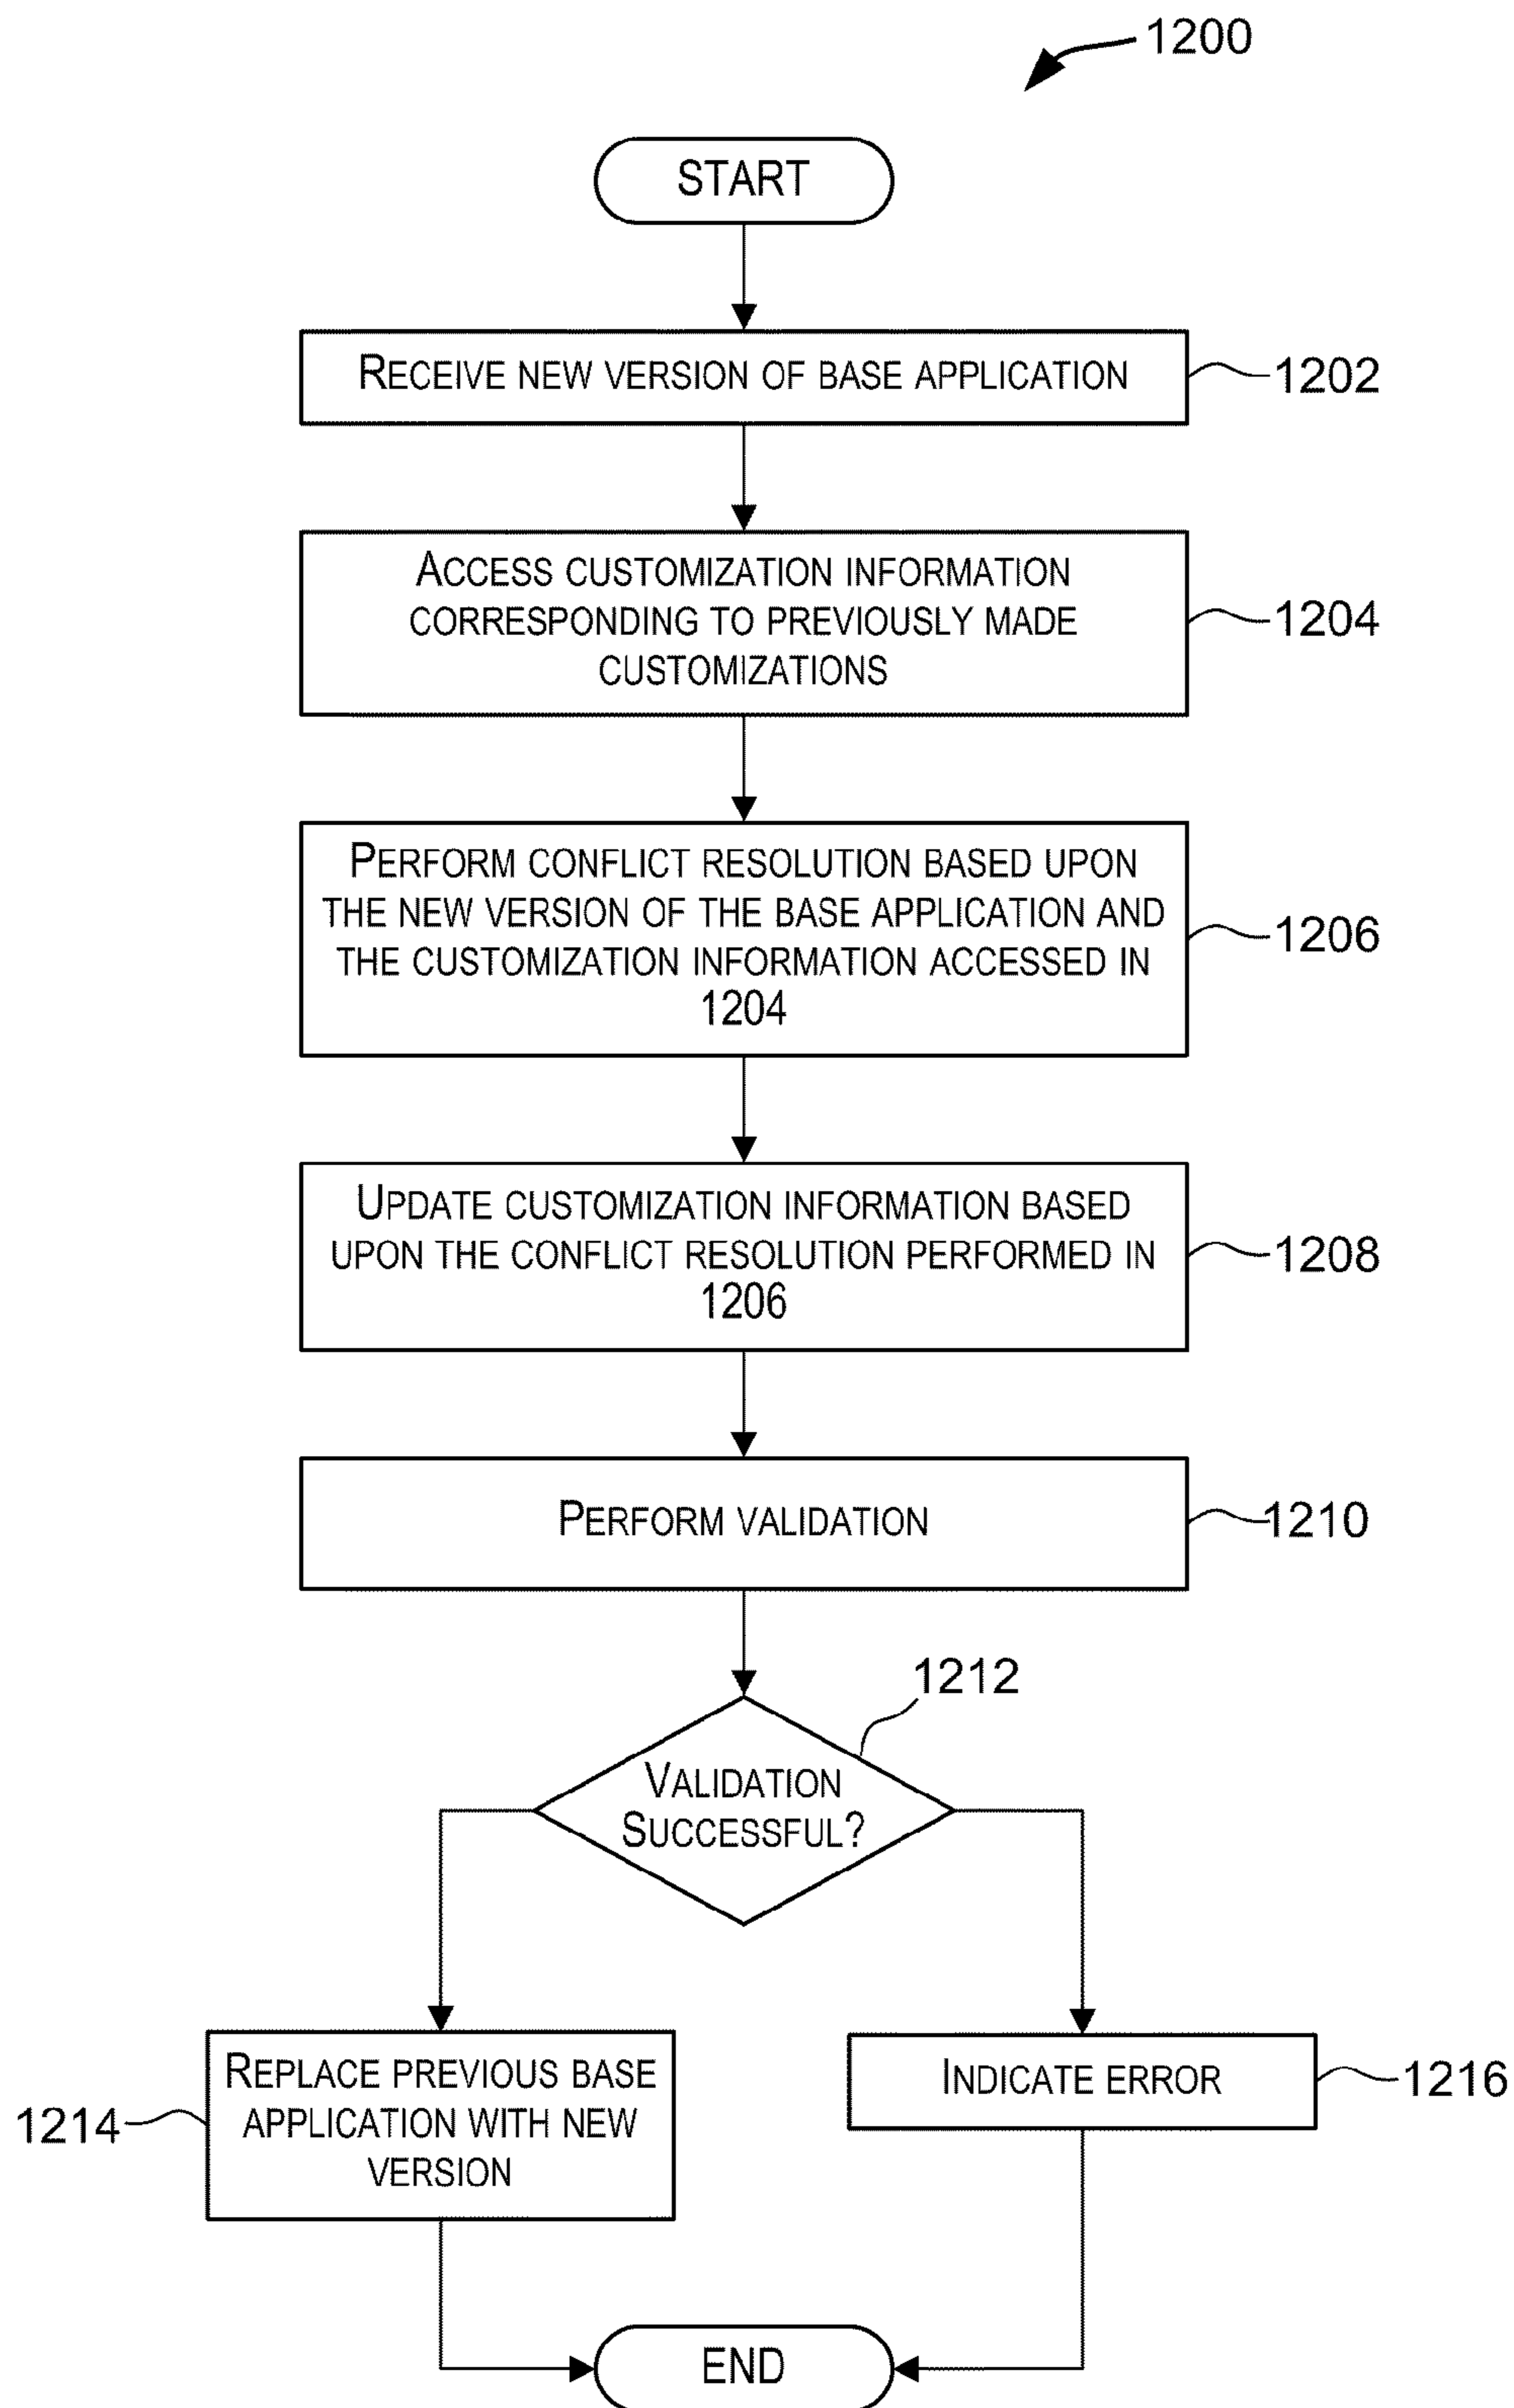 1200
START
RECEIVE NEW VERSION OF BASE APPLICATION
1202
ACCESS CUSTOMIZATION INFORMATION
CORRESPONDING TO PREVIOUSLY MADE
CUSTOMIZATIONS
1204
PERFORM CONFLICT RESOLUTION BASED UPON
THE NEW VERSION OF THE BASE APPLICATION AND
THE CUSTOMIZATION INFORMATION ACCESSED IN
1204
1206
UPDATE CUSTOMIZATION INFORMATION BASED
UPON THE CONFLICT RESOLUTION PERFORMED IN
1206
1208
PERFORM VALIDATION
1210
1212
VALIDATION
SUCCESSFUL?
REPLACE PREVIOUS BASE
APPLICATION WITH NEW
VERSION
1214
INDICATE ERROR
1216
END